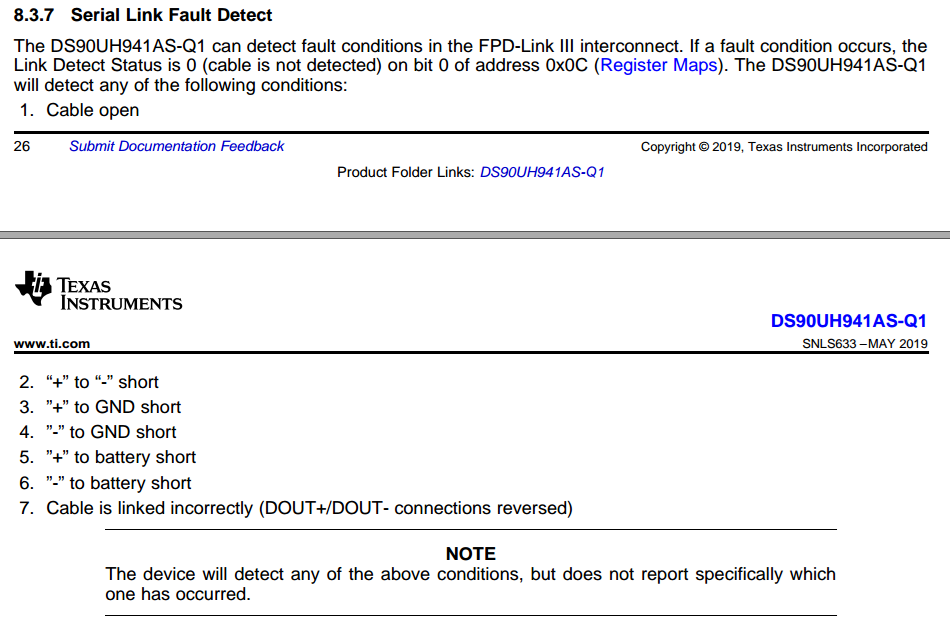 8.3.7 Serial Link Fault Detect
The DS90UH941AS-Q1 can detect fault conditions in the FPD-Link III interconnect. If a fault condition occurs, the
Link Detect Status is 0 (cable is not detected) on bit 0 of address 0x0C (Register Maps). The DS90UH941AS-Q1
will detect any of the following conditions:
1. Cable open
26 Submit Documentation Feedback Copyright © 2019, Texas Instruments Incorporated
Product Folder Links: DS90UH941AS-Q1
TEXAS
INSTRUMENTS
DS90UH941AS-Q1
www.ti.com SNLS633 –MAY 2019
2. “+” to “-” short
3. ”+” to GND short
4. ”-” to GND short
5. ”+” to battery short
6. ”-” to battery short
7. Cable is linked incorrectly (DOUT+/DOUT- connections reversed)
NOTE
The device will detect any of the above conditions, but does not report specifically which
one has occurred.